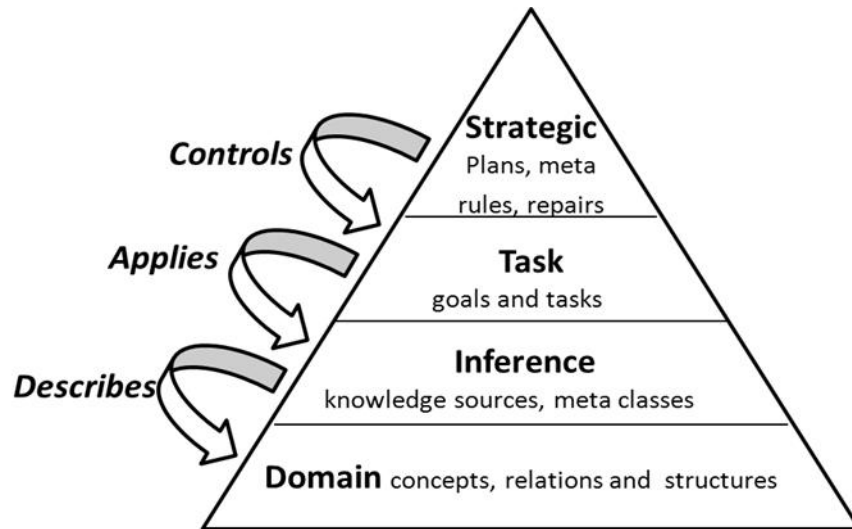 Strategic
Controls
Plans, meta
rules, repairs
Applies
Task
goals and tasks
Inference
Describes
knowledge sources, meta classes
Domain concepts, relations and structures